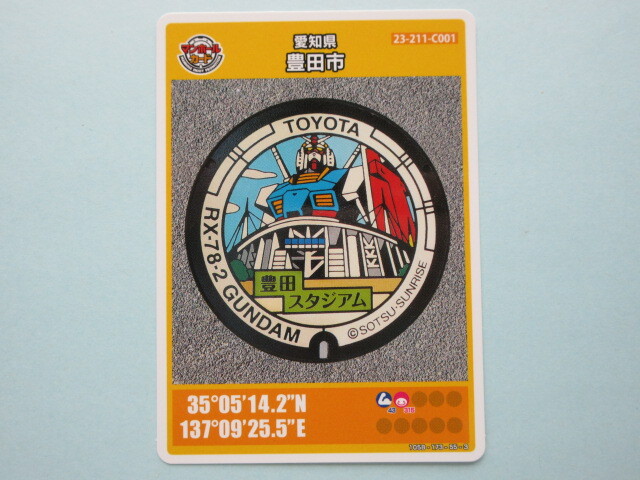 マンホール
カード
愛知県
豊田市
23-211-C001
TOYOTA
RX-78-2 GUNDAM
豊田
スタジアム
©SOTSU・SUNRISE
35°05'14.2"N
137°09'25.5"E